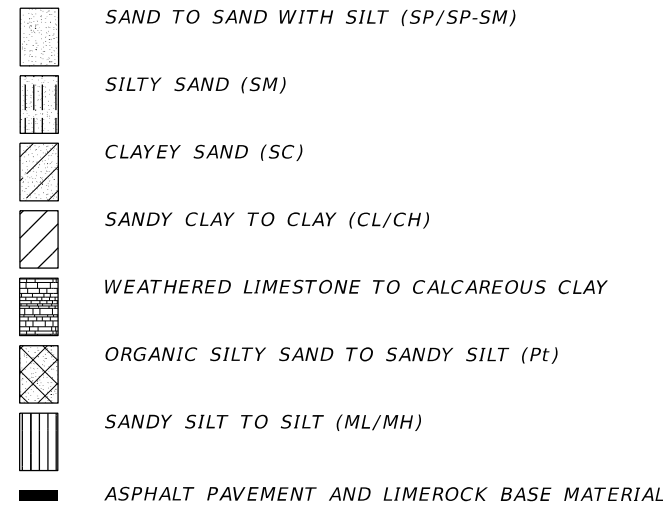 SAND TO SAND WITH SILT (SP/SP-SM)
SILTY SAND (SM)
CLAYEY SAND (SC)
SANDY CLAY TO CLAY (CL/CH)
WEATHERED LIMESTONE TO CALCAREOUS CLAY
ORGANIC SILTY SAND TO SANDY SILT (Pt)
SANDY SILT TO SILT (ML/MH)
ASPHALT PAVEMENT AND LIMEROCK BASE MATERIAL